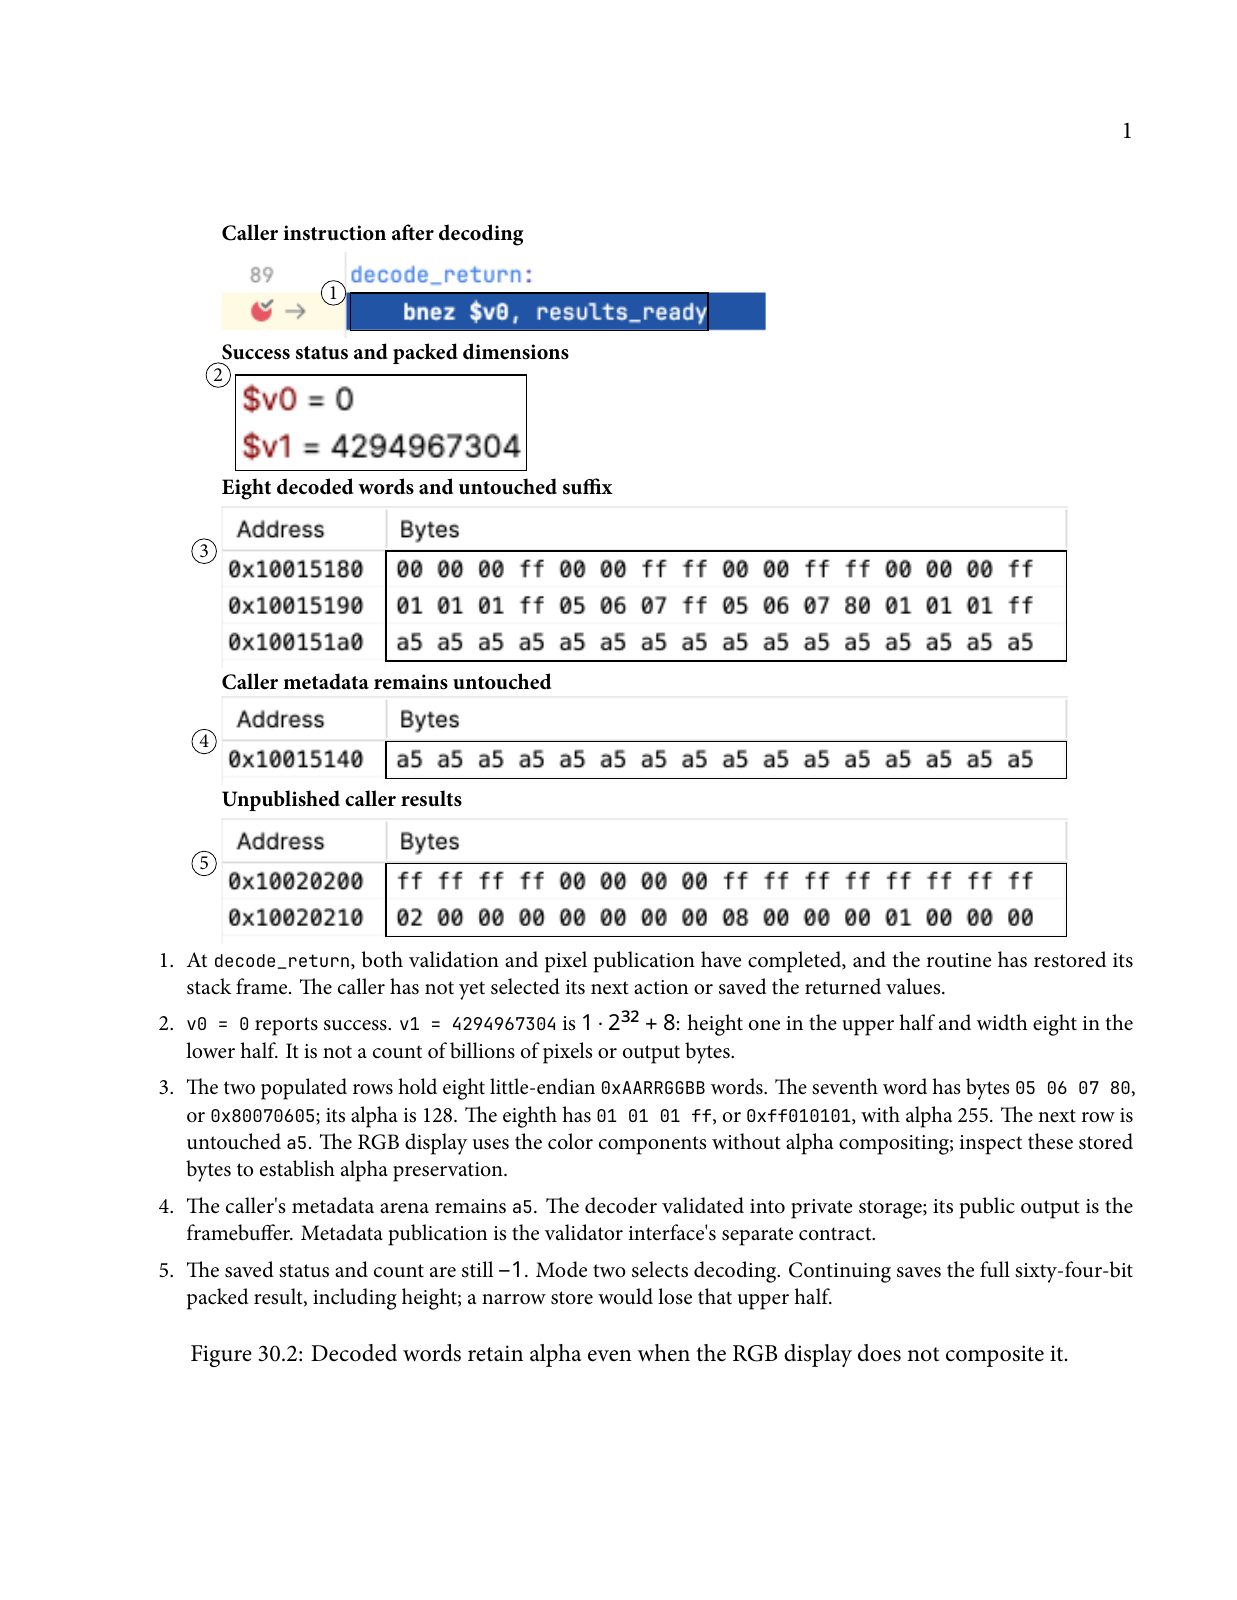 1
Caller instruction after decoding
89 decode_return:
1 → bnez $v0, results_ready
Success status and packed dimensions
2
$v0 = 0
$v1 = 4294967304
Eight decoded words and untouched suffix
Address Bytes
3
0x10015180 00 00 00 ff 00 00 ff ff 00 00 ff ff 00 00 00 ff
0x10015190 01 01 01 ff 05 06 07 ff 05 06 07 80 01 01 01 ff
0x100151a0 a5 a5 a5 a5 a5 a5 a5 a5 a5 a5 a5 a5 a5 a5 a5 a5
Caller metadata remains untouched
Address Bytes
4
0x10015140 a5 a5 a5 a5 a5 a5 a5 a5 a5 a5 a5 a5 a5 a5 a5 a5
Unpublished caller results
Address Bytes
5
0x10020200 ff ff ff ff 00 00 00 00 ff ff ff ff ff ff ff ff
0x10020210 02 00 00 00 00 00 00 00 08 00 00 00 01 00 00 00
1. At decode_return, both validation and pixel publication have completed, and the routine has restored its
stack frame. The caller has not yet selected its next action or saved the returned values.
2. v0 = 0 reports success. v1 = 4294967304 is 1 · 2³² + 8: height one in the upper half and width eight in the
lower half. It is not a count of billions of pixels or output bytes.
3. The two populated rows hold eight little-endian 0xAARRGGBB words. The seventh word has bytes 05 06 07 80,
or 0x80070605; its alpha is 128. The eighth has 01 01 01 ff, or 0xff010101, with alpha 255. The next row is
untouched a5. The RGB display uses the color components without alpha compositing; inspect these stored
bytes to establish alpha preservation.
4. The caller's metadata arena remains a5. The decoder validated into private storage; its public output is the
framebuffer. Metadata publication is the validator interface's separate contract.
5. The saved status and count are still −1. Mode two selects decoding. Continuing saves the full sixty-four-bit
packed result, including height; a narrow store would lose that upper half.
Figure 30.2: Decoded words retain alpha even when the RGB display does not composite it.